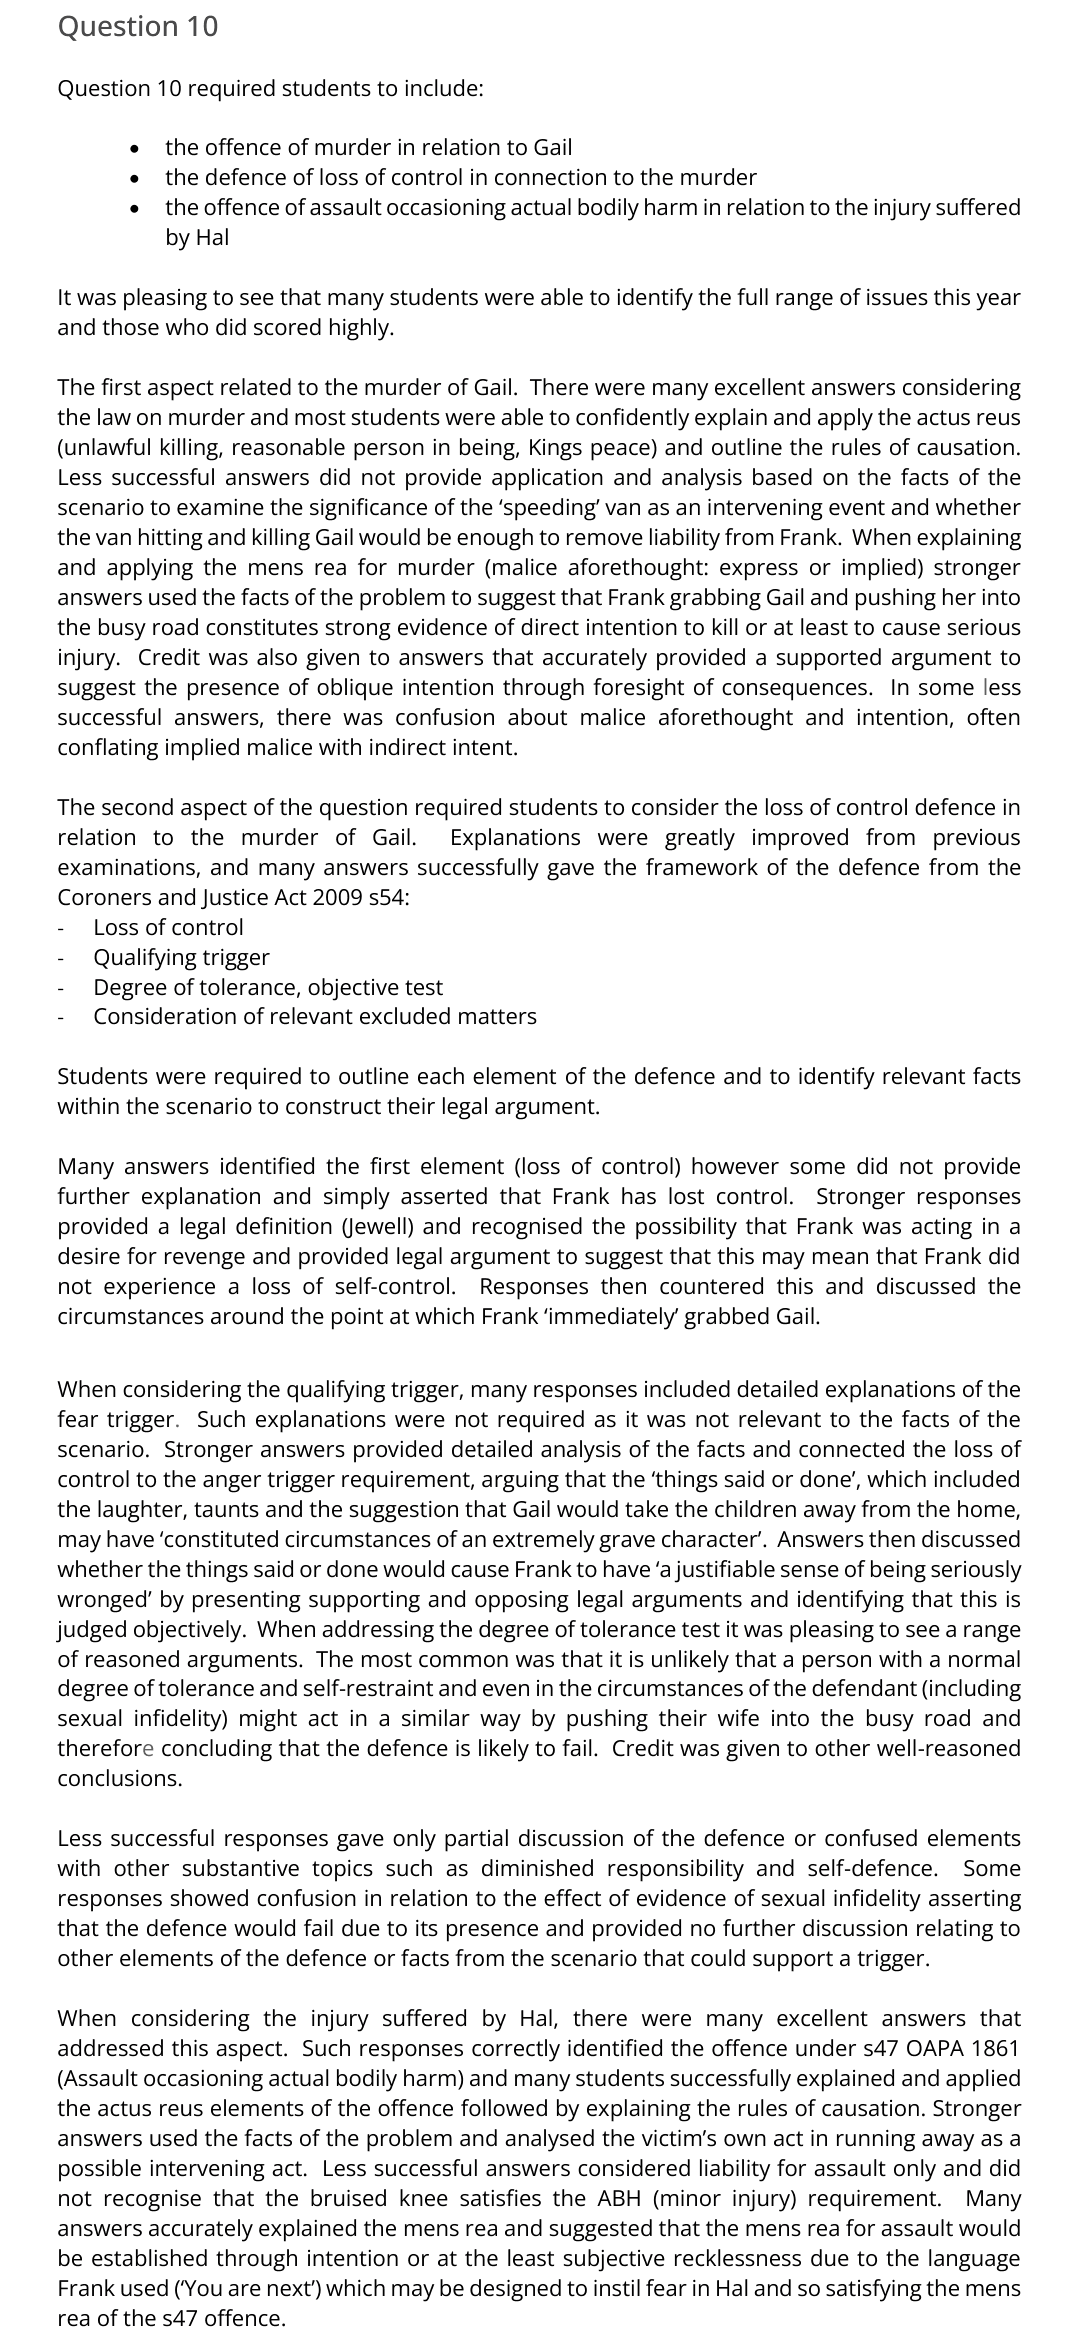 Question 10
Question 10 required students to include:
• the offence of murder in relation to Gail
• the defence of loss of control in connection to the murder
• the offence of assault occasioning actual bodily harm in relation to the injury suffered
by Hal
It was pleasing to see that many students were able to identify the full range of issues this year
and those who did scored highly.
The first aspect related to the murder of Gail. There were many excellent answers considering
the law on murder and most students were able to confidently explain and apply the actus reus
(unlawful killing, reasonable person in being, Kings peace) and outline the rules of causation.
Less successful answers did not provide application and analysis based on the facts of the
scenario to examine the significance of the ‘speeding’ van as an intervening event and whether
the van hitting and killing Gail would be enough to remove liability from Frank. When explaining
and applying the mens rea for murder (malice aforethought: express or implied) stronger
answers used the facts of the problem to suggest that Frank grabbing Gail and pushing her into
the busy road constitutes strong evidence of direct intention to kill or at least to cause serious
injury. Credit was also given to answers that accurately provided a supported argument to
suggest the presence of oblique intention through foresight of consequences. In some less
successful answers, there was confusion about malice aforethought and intention, often
conflating implied malice with indirect intent.
The second aspect of the question required students to consider the loss of control defence in
relation to the murder of Gail. Explanations were greatly improved from previous
examinations, and many answers successfully gave the framework of the defence from the
Coroners and Justice Act 2009 s54:
- Loss of control
- Qualifying trigger
- Degree of tolerance, objective test
- Consideration of relevant excluded matters
Students were required to outline each element of the defence and to identify relevant facts
within the scenario to construct their legal argument.
Many answers identified the first element (loss of control) however some did not provide
further explanation and simply asserted that Frank has lost control. Stronger responses
provided a legal definition (Jewell) and recognised the possibility that Frank was acting in a
desire for revenge and provided legal argument to suggest that this may mean that Frank did
not experience a loss of self-control. Responses then countered this and discussed the
circumstances around the point at which Frank ‘immediately’ grabbed Gail.
When considering the qualifying trigger, many responses included detailed explanations of the
fear trigger. Such explanations were not required as it was not relevant to the facts of the
scenario. Stronger answers provided detailed analysis of the facts and connected the loss of
control to the anger trigger requirement, arguing that the ‘things said or done’, which included
the laughter, taunts and the suggestion that Gail would take the children away from the home,
may have ‘constituted circumstances of an extremely grave character’. Answers then discussed
whether the things said or done would cause Frank to have ‘a justifiable sense of being seriously
wronged’ by presenting supporting and opposing legal arguments and identifying that this is
judged objectively. When addressing the degree of tolerance test it was pleasing to see a range
of reasoned arguments. The most common was that it is unlikely that a person with a normal
degree of tolerance and self-restraint and even in the circumstances of the defendant (including
sexual infidelity) might act in a similar way by pushing their wife into the busy road and
therefore concluding that the defence is likely to fail. Credit was given to other well-reasoned
conclusions.
Less successful responses gave only partial discussion of the defence or confused elements
with other substantive topics such as diminished responsibility and self-defence. Some
responses showed confusion in relation to the effect of evidence of sexual infidelity asserting
that the defence would fail due to its presence and provided no further discussion relating to
other elements of the defence or facts from the scenario that could support a trigger.
When considering the injury suffered by Hal, there were many excellent answers that
addressed this aspect. Such responses correctly identified the offence under s47 OAPA 1861
(Assault occasioning actual bodily harm) and many students successfully explained and applied
the actus reus elements of the offence followed by explaining the rules of causation. Stronger
answers used the facts of the problem and analysed the victim’s own act in running away as a
possible intervening act. Less successful answers considered liability for assault only and did
not recognise that the bruised knee satisfies the ABH (minor injury) requirement. Many
answers accurately explained the mens rea and suggested that the mens rea for assault would
be established through intention or at the least subjective recklessness due to the language
Frank used (‘You are next’) which may be designed to instil fear in Hal and so satisfying the mens
rea of the s47 offence.